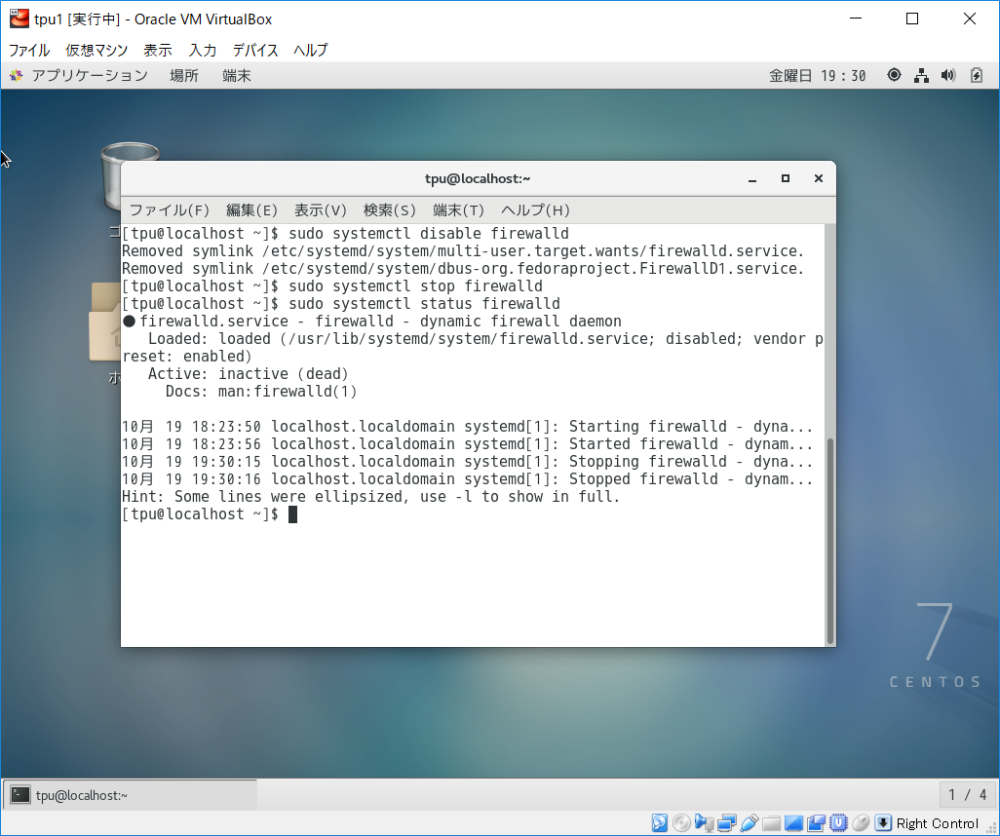 tpu1 [実行中] - Oracle VM VirtualBox
ファイル 仮想マシン 表示 入力 デバイス ヘルプ
アプリケーション 場所 端末 金曜日 19 : 30
tpu@localhost:~
ファイル(F) 編集(E) 表示(V) 検索(S) 端末(T) ヘルプ(H)
[tpu@localhost ~]$ sudo systemctl disable firewalld
Removed symlink /etc/systemd/system/multi-user.target.wants/firewalld.service.
Removed symlink /etc/systemd/system/dbus-org.fedoraproject.FirewallD1.service.
[tpu@localhost ~]$ sudo systemctl stop firewalld
[tpu@localhost ~]$ sudo systemctl status firewalld
● firewalld.service - firewalld - dynamic firewall daemon
   Loaded: loaded (/usr/lib/systemd/system/firewalld.service; disabled; vendor p
reset: enabled)
   Active: inactive (dead)
     Docs: man:firewalld(1)

10月 19 18:23:50 localhost.localdomain systemd[1]: Starting firewalld - dyna...
10月 19 18:23:56 localhost.localdomain systemd[1]: Started firewalld - dynam...
10月 19 19:30:15 localhost.localdomain systemd[1]: Stopping firewalld - dyna...
10月 19 19:30:16 localhost.localdomain systemd[1]: Stopped firewalld - dynam...
Hint: Some lines were ellipsized, use -l to show in full.
[tpu@localhost ~]$
ゴ
ホ
7
CENTOS
tpu@localhost:~ 1 / 4
Right Control